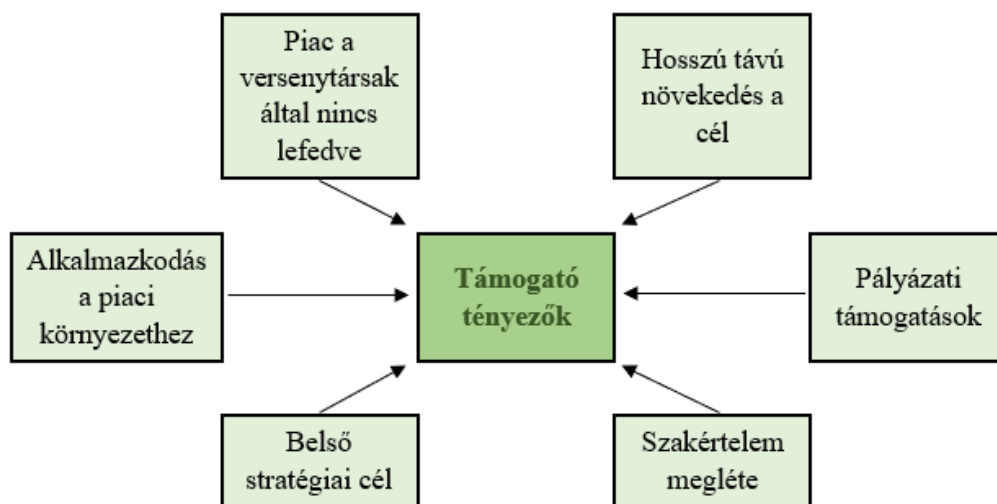 Piac a
versenytársak
által nincs
lefedve
Hosszú távú
növekedés a
cél
Alkalmazkodás
a piaci
környezethez
Támogató
tényezők
Pályázati
támogatások
Belső
stratégiai cél
Szakértelem
megléte